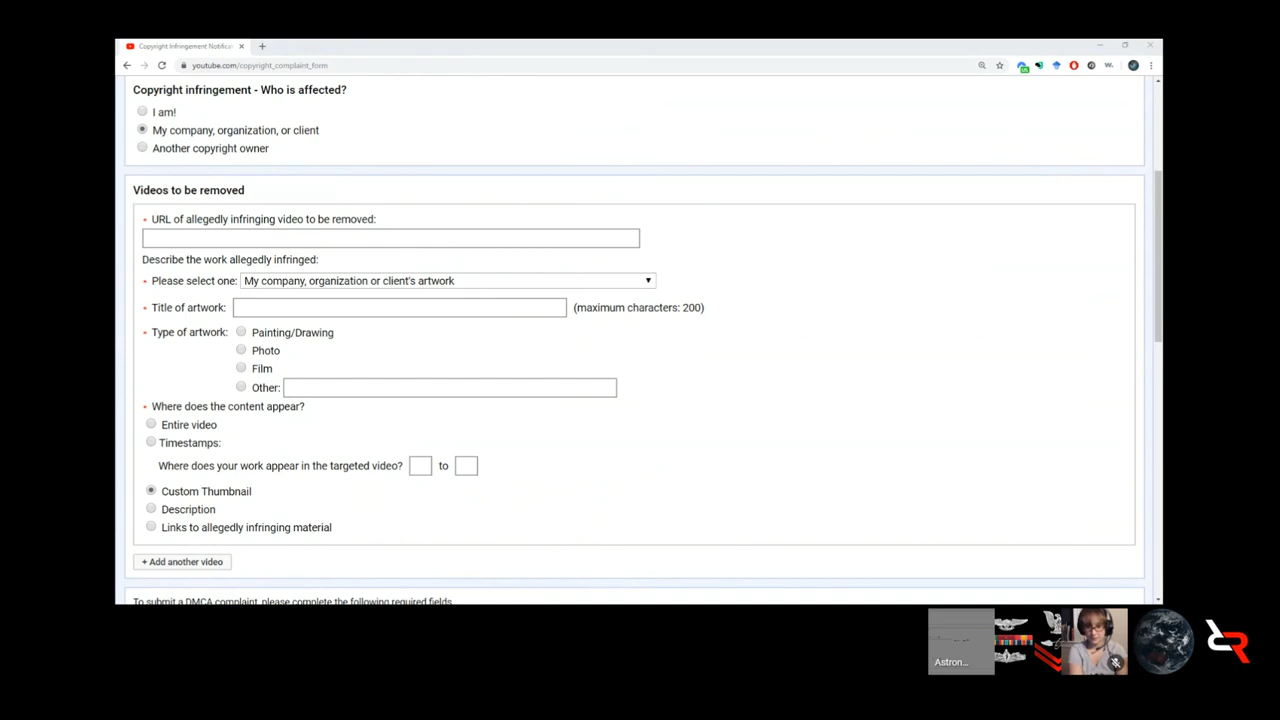 Copyright Infringement Notificati
youtube.com/copyright_complaint_form
Copyright infringement - Who is affected?
I am!
My company, organization, or client
Another copyright owner
Videos to be removed
• URL of allegedly infringing video to be removed:
Describe the work allegedly infringed:
• Please select one: My company, organization or client's artwork
• Title of artwork: (maximum characters: 200)
• Type of artwork: Painting/Drawing
Photo
Film
Other:
• Where does the content appear?
Entire video
Timestamps:
Where does your work appear in the targeted video? to
Custom Thumbnail
Description
Links to allegedly infringing material
+ Add another video
To submit a DMCA complaint, please complete the following required fields
Astron...